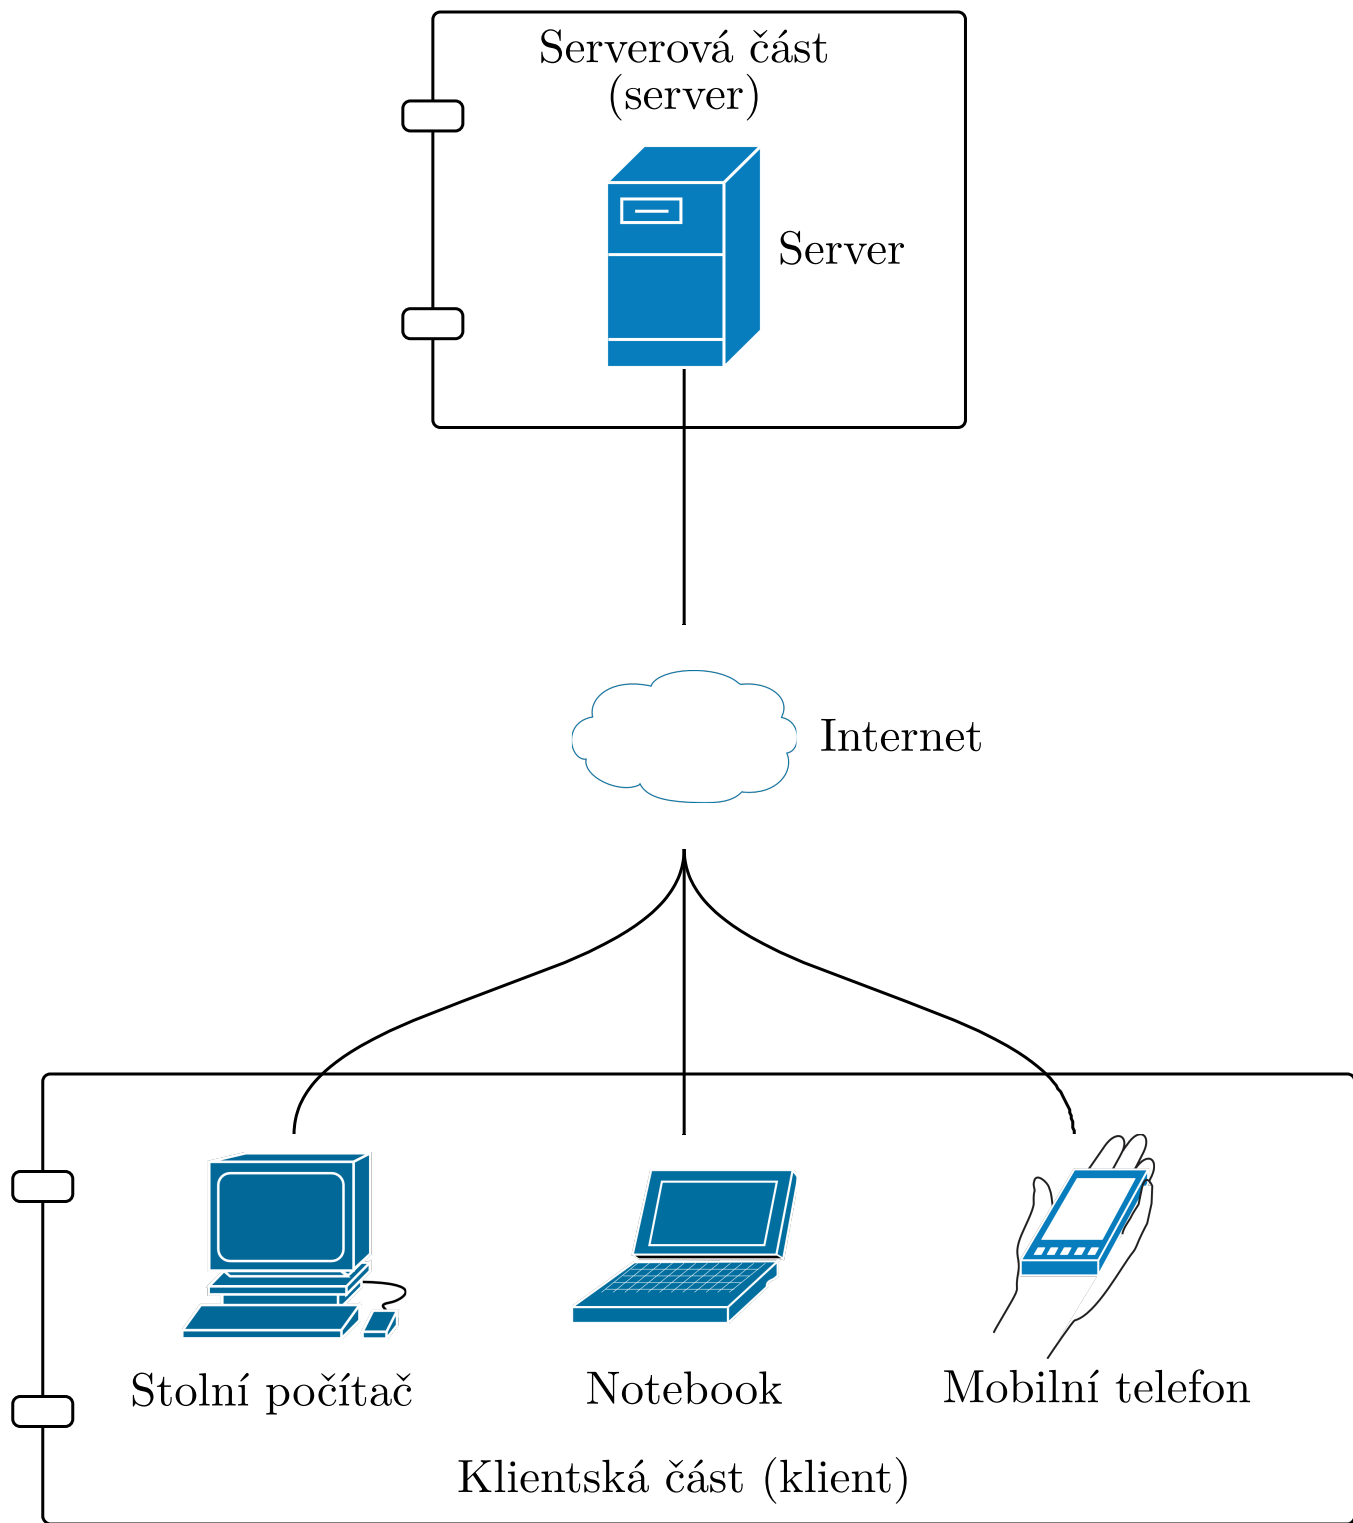 Serverová část
(server)
Server
Internet
Stolní počítač
Notebook
Mobilní telefon
Klientská část (klient)